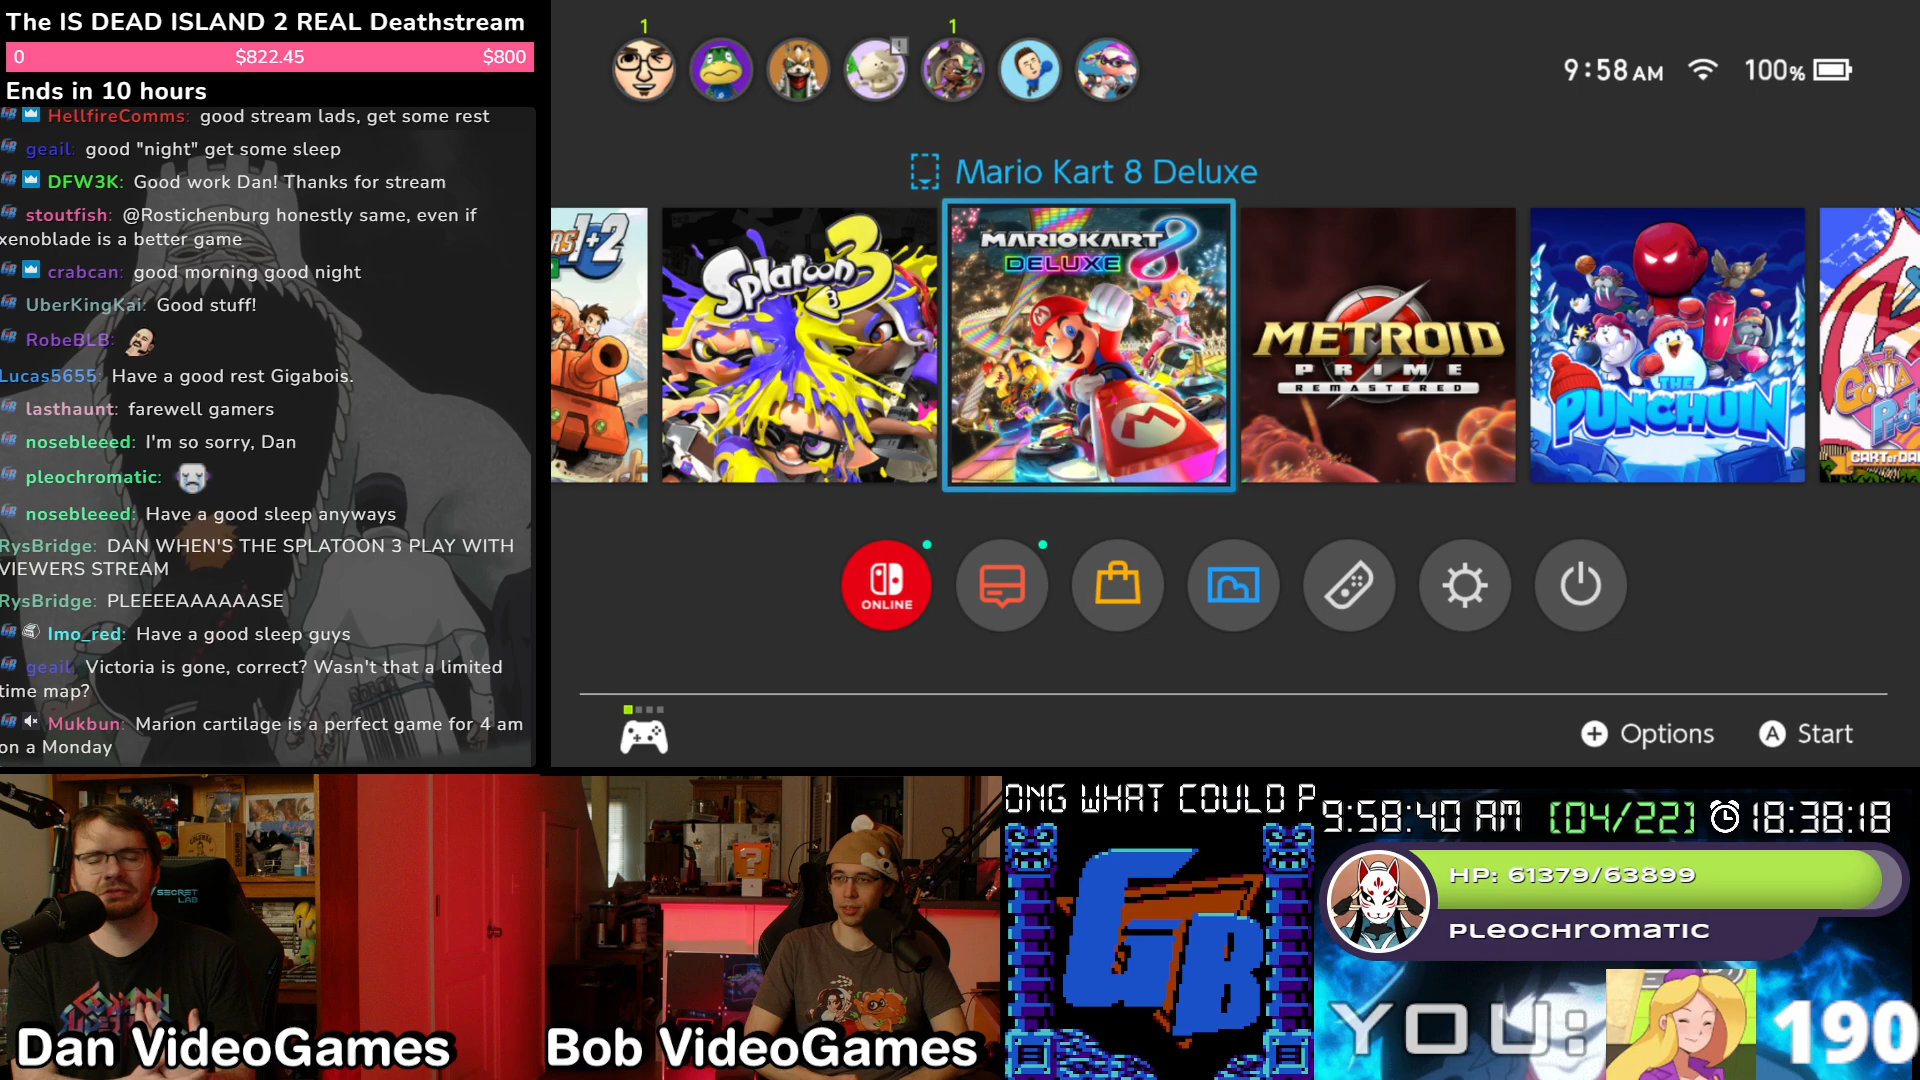 The IS DEAD ISLAND 2 REAL Deathstream
0 $822.45 $800
Ends in 10 hours
HellfireComms: good stream lads, get some rest
geail: good "night" get some sleep
DFW3K: Good work Dan! Thanks for stream
stoutfish: @Rostichenburg honestly same, even if
xenoblade is a better game
crabcan: good morning good night
UberKingKai: Good stuff!
RobeBLB:
Lucas5655: Have a good rest Gigabois.
lasthaunt: farewell gamers
nosebleeed: I'm so sorry, Dan
pleochromatic:
nosebleeed: Have a good sleep anyways
RysBridge: DAN WHEN'S THE SPLATOON 3 PLAY WITH
VIEWERS STREAM
RysBridge: PLEEEEAAAAAASE
Imo_red: Have a good sleep guys
geail: Victoria is gone, correct? Wasn't that a limited
time map?
Mukbun: Marion cartilage is a perfect game for 4 am
on a Monday
1 1
9:58 AM 100%
Mario Kart 8 Deluxe
1+2
Splatoon 3
MARIOKART 8
DELUXE
METROID
PRIME
REMASTERED
THE
PUNCHUIN
ONLINE
+ Options A Start
SECRET
LAB
Dan VideoGames
Bob VideoGames
ONG WHAT COULD P
GB
9:58:40 AM [04/22] 18:38:18
HP: 61379/63899
PLEOCHROMATIC
YOU: 190